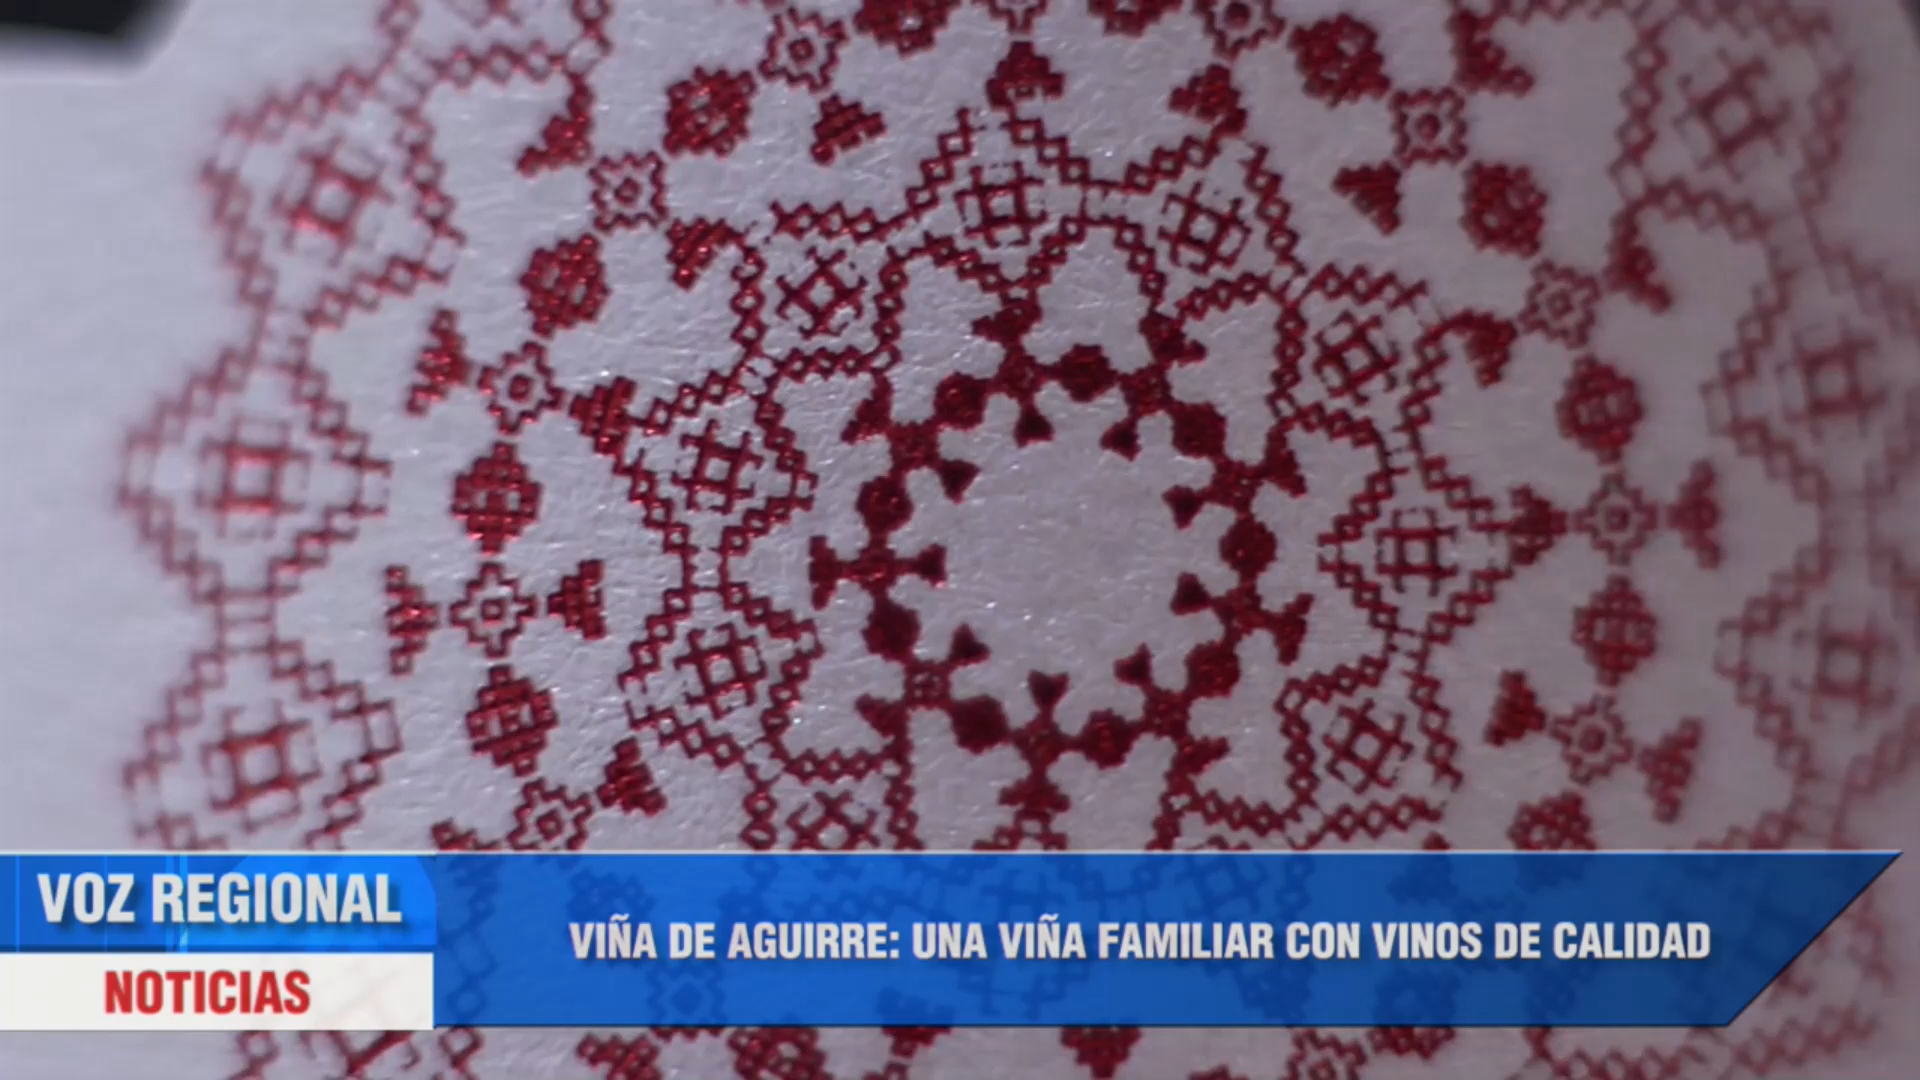 VOZ REGIONAL
NOTICIAS
VIÑA DE AGUIRRE: UNA VIÑA FAMILIAR CON VINOS DE CALIDAD